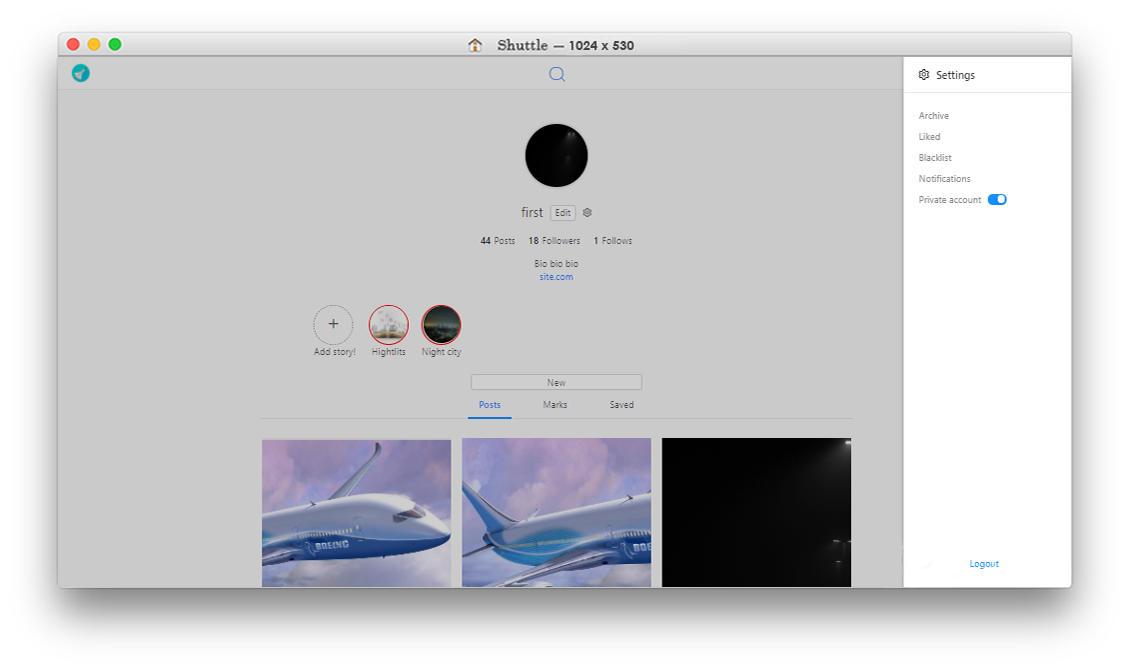 Shuttle — 1024 x 530
Settings
Archive
Liked
Blacklist
Notifications
Private account
first Edit
44 Posts 18 Followers 1 Follows
Bio bio bio
site.com
+
Add story! Hightlits Night city
New
Posts Marks Saved
BOEING
BOE
Logout